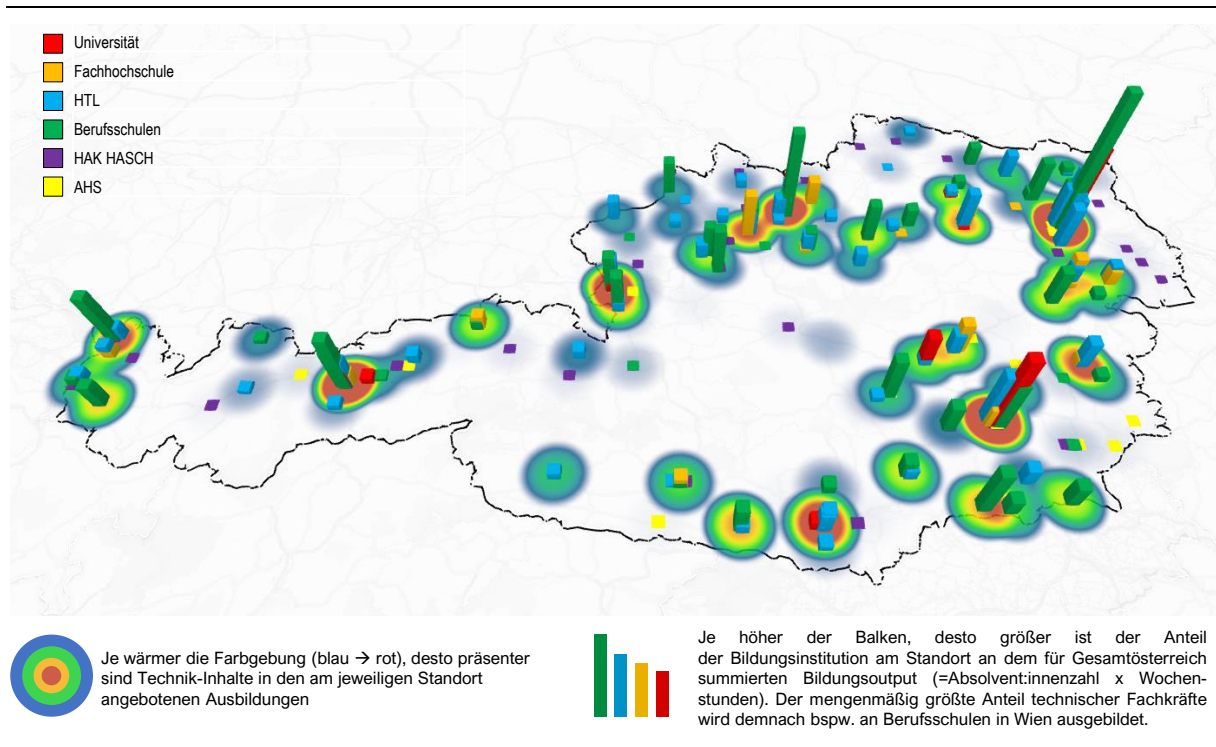 Universität
Fachhochschule
HTL
Berufsschulen
HAK HASCH
AHS
Je wärmer die Farbgebung (blau → rot), desto präsenter
sind Technik-Inhalte in den am jeweiligen Standort
angebotenen Ausbildungen
Je höher der Balken, desto größer ist der Anteil
der Bildungsinstitution am Standort an dem für Gesamtösterreich
summierten Bildungsoutput (=Absolvent:innenzahl x Wochen-
stunden). Der mengenmäßig größte Anteil technischer Fachkräfte
wird demnach bspw. an Berufsschulen in Wien ausgebildet.